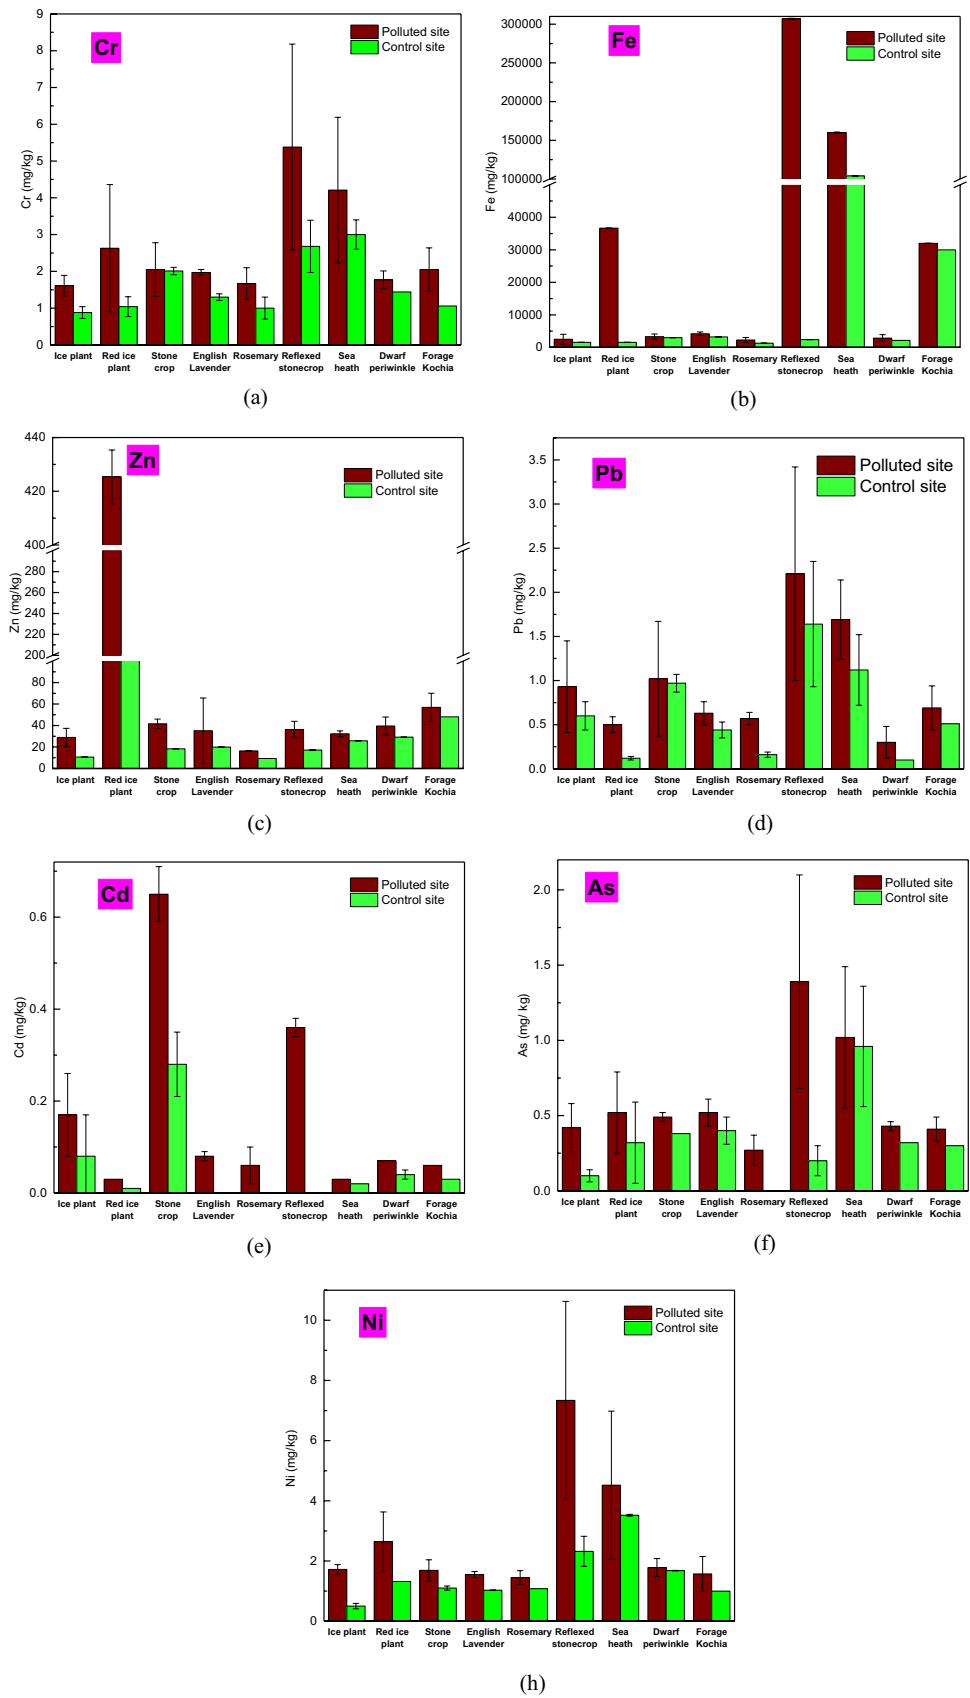 Cr
Polluted site
Control site
Cr (mg/kg)
9
8
7
6
5
4
3
2
1
0
Ice plant Red ice plant Stone crop English Lavender Rosemary Reflexed stonecrop Sea heath Dwarf periwinkle Forage Kochia
(a)
Fe
Polluted site
Control site
Fe (mg/kg)
300000
250000
200000
150000
100000
40000
30000
20000
10000
0
Ice plant Red ice plant Stone crop English Lavender Rosemary Reflexed stonecrop Sea heath Dwarf periwinkle Forage Kochia
(b)
Zn
Polluted site
Control site
Zn (mg/kg)
440
420
400
280
260
240
220
200
80
60
40
20
0
Ice plant Red ice plant Stone crop English Lavender Rosemary Reflexed stonecrop Sea heath Dwarf periwinkle Forage Kochia
(c)
Pb
Polluted site
Control site
Pb (mg/kg)
3.5
3.0
2.5
2.0
1.5
1.0
0.5
0.0
Ice plant Red ice plant Stone crop English Lavender Rosemary Reflexed stonecrop Sea heath Dwarf periwinkle Forage Kochia
(d)
Cd
Polluted site
Control site
Cd (mg/kg)
0.6
0.4
0.2
0.0
Ice plant Red ice plant Stone crop English Lavender Rosemary Reflexed stonecrop Sea heath Dwarf periwinkle Forage Kochia
(e)
As
Polluted site
Control site
As (mg/ kg)
2.0
1.5
1.0
0.5
0.0
Ice plant Red ice plant Stone crop English Lavender Rosemary Reflexed stonecrop Sea heath Dwarf periwinkle Forage Kochia
(f)
Ni
Polluted site
Control site
Ni (mg/kg)
10
8
6
4
2
0
Ice plant Red ice plant Stone crop English Lavender Rosemary Reflexed stonecrop Sea heath Dwarf periwinkle Forage Kochia
(h)